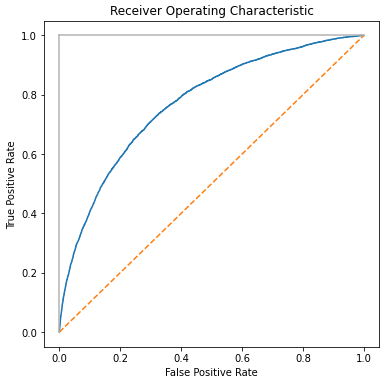 Receiver Operating Characteristic
True Positive Rate
1.0
0.8
0.6
0.4
0.2
0.0
0.0 0.2 0.4 0.6 0.8 1.0
False Positive Rate